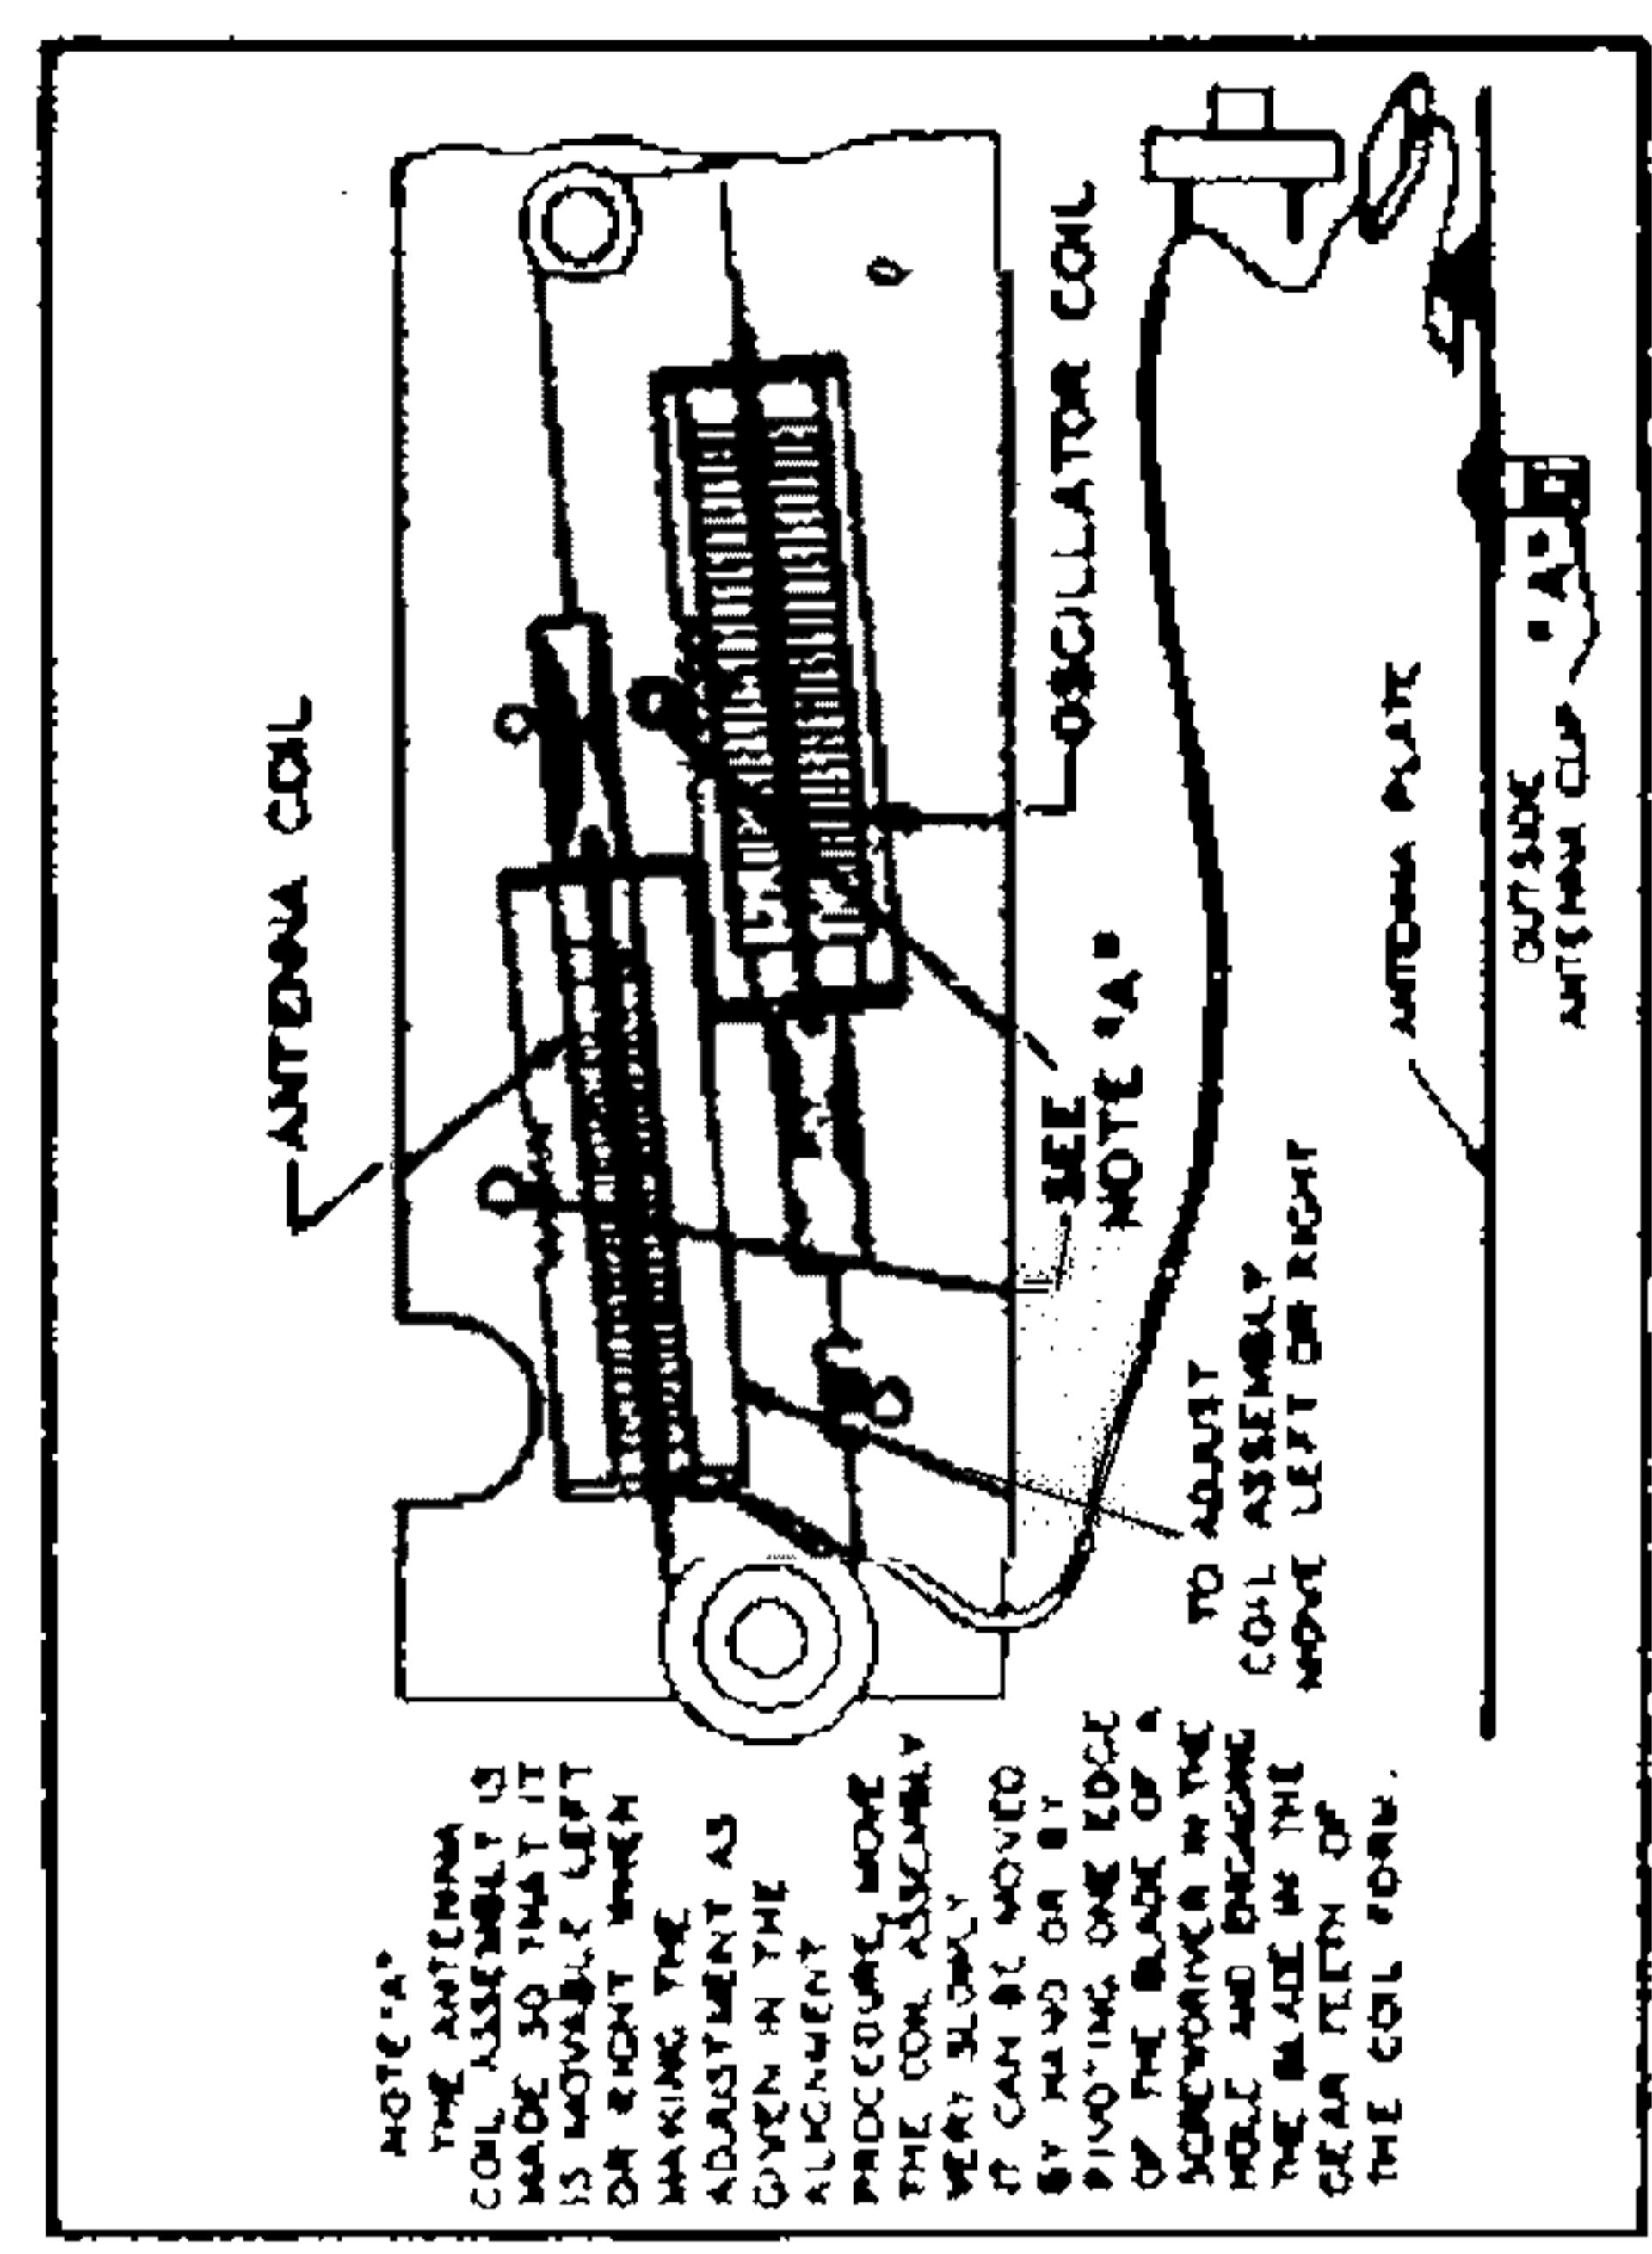 ANTENNA COIL
OSCILLATOR COIL
SEE
NOTE "A"
TO ADJUST
COIL ASSEMBLY
MOVE LEFT OR RIGHT
OUTSIDE
ANTENNA CLIP
"A"
NOTE "A"
THE ANTENNA
COIL ASSEMBLY IS
MADE SO THAT IT
IS MOVABLE LEFT
OR RIGHT WHEN
MAKING THE
ADJUSTMENT AS
GIVEN IN THE
ALIGNMENT
PROCEDURE. MOVE
THE COIL ASSEMBLY
VERY SLOWLY
IT CAN BE MOVED
BY HAND OR BY
PIVOTING ONE EDGE
OF THE BLADE OF A
SCREWDRIVER IN THE
HOLE AND ENGAGE
THE BLADE IN THE
GEAR TEETH OF
THE COIL FORM.